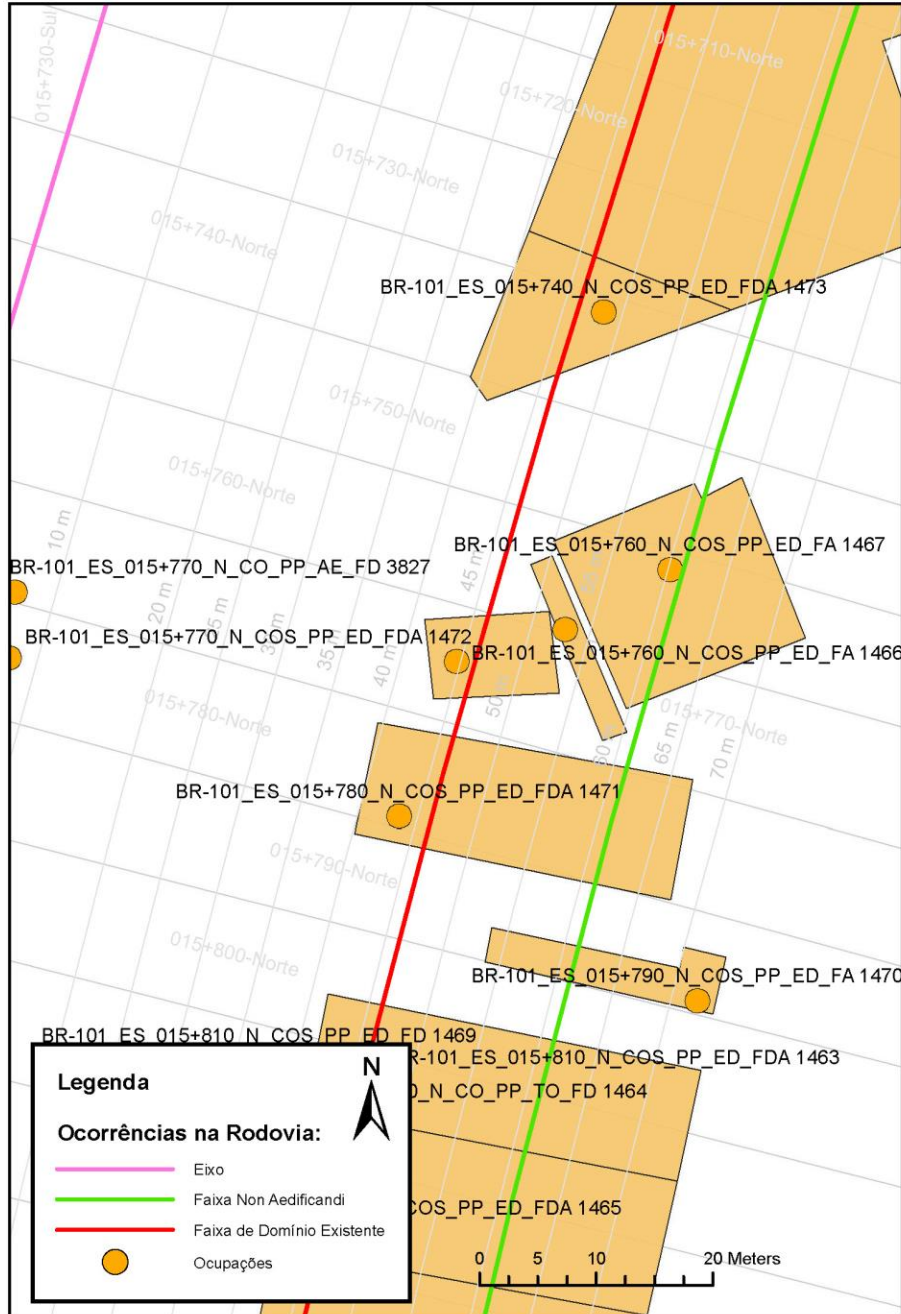 015+730-Sul
015+710-Norte
015+720-Norte
015+730-Norte
015+740-Norte
BR-101_ES_015+740_N_COS_PP_ED_FDA 1473
015+750-Norte
015+760-Norte
10 m
45 m
BR-101_ES_015+760_N_COS_PP_ED_FA 1467
BR-101_ES_015+770_N_CO_PP_AE_FD 3827
20 m
35 m
40 m
BR-101_ES_015+770_N_COS_PP_ED_FDA 1472
BR-101_ES_015+760_N_COS_PP_ED_FA 1466
015+770-Norte
015+780-Norte
65 m
70 m
BR-101_ES_015+780_N_COS_PP_ED_FDA 1471
015+790-Norte
015+800-Norte
BR-101_ES_015+790_N_COS_PP_ED_FA 1470
BR-101_ES_015+810_N_COS_PP_ED_FD 1469
BR-101_ES_015+810_N_COS_PP_ED_FDA 1463
0_N_CO_PP_TO_FD 1464
COS_PP_ED_FDA 1465
N
Legenda
Ocorrências na Rodovia:
Eixo
Faixa Non Aedificandi
Faixa de Domínio Existente
Ocupações
0 5 10 20 Meters